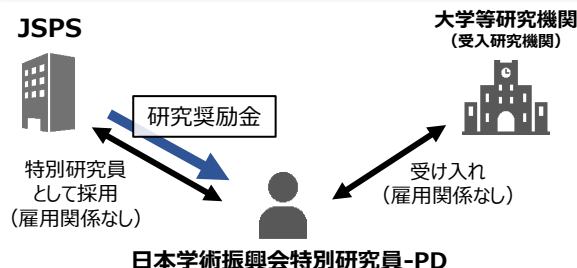 JSPS
大学等研究機関
（受入研究機関）
研究奨励金
特別研究員
として採用
（雇用関係なし）
受け入れ
（雇用関係なし）
日本学術振興会特別研究員-PD